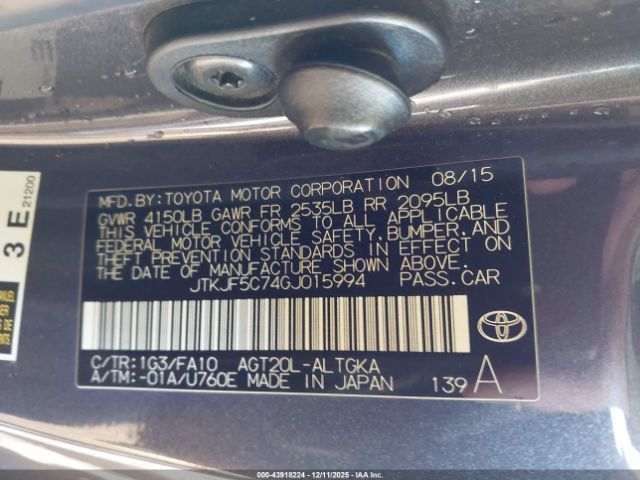 3 E
21200
MFD.BY:TOYOTA MOTOR CORPORATION 08/15
GVWR 4150LB GAWR FR 2535LB RR 2095LB
THIS VEHICLE CONFORMS TO ALL APPLICABLE
FEDERAL MOTOR VEHICLE SAFETY,BUMPER,AND
THEFT PREVENTION STANDARDS IN EFFECT ON
THE DATE OF MANUFACTURE SHOWN ABOVE.
JTKJF5C74GJ015994 PASS.CAR
C/TR:1G3/FA10 AGT20L-ALTGKA
A/TM:-01A/U760E MADE IN JAPAN 139 A
000-43918224 - 12/11/2025 - IAA Inc.